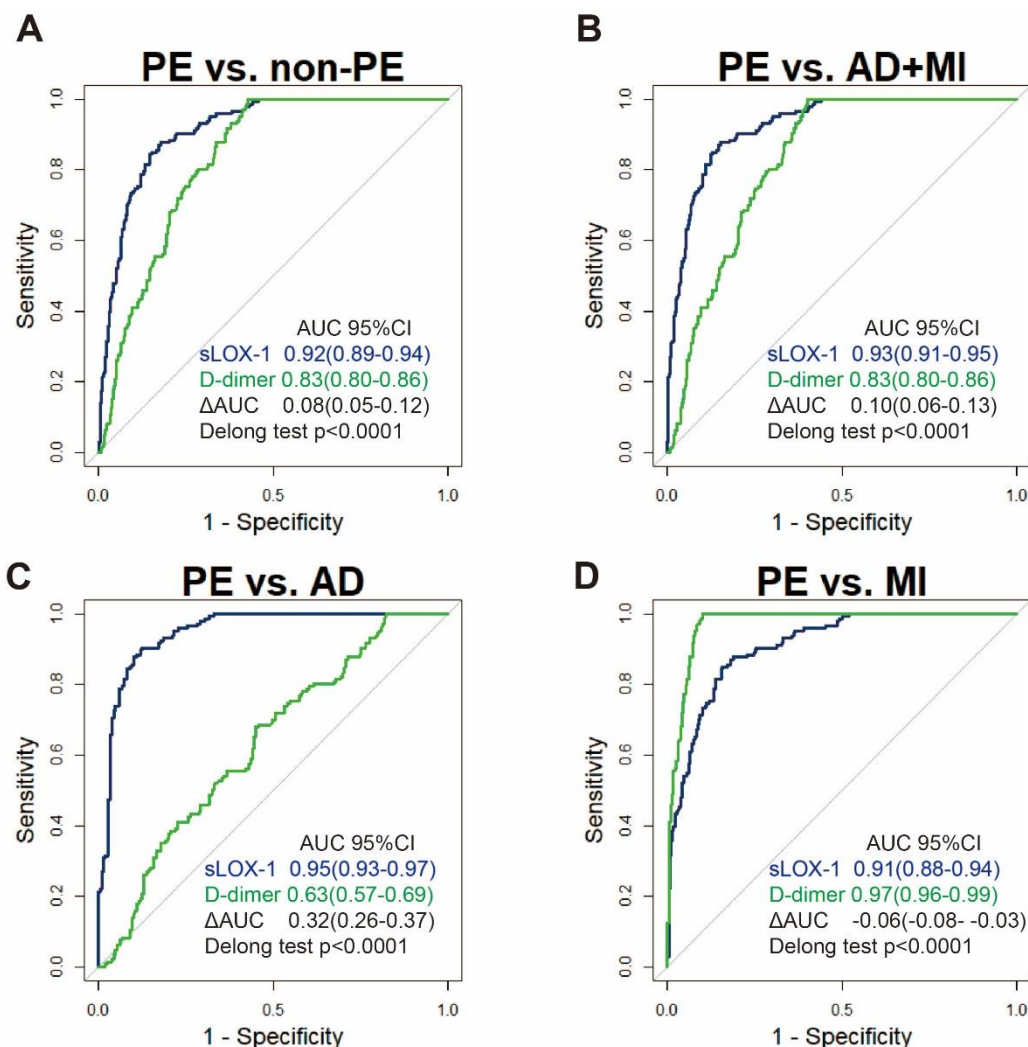 A
PE vs. non-PE
Sensitivity
0.0 0.2 0.4 0.6 0.8 1.0
AUC 95%CI
sLOX-1 0.92(0.89-0.94)
D-dimer 0.83(0.80-0.86)
ΔAUC 0.08(0.05-0.12)
Delong test p<0.0001
0.0 0.5 1.0
1 - Specificity
B
PE vs. AD+MI
Sensitivity
0.0 0.2 0.4 0.6 0.8 1.0
AUC 95%CI
sLOX-1 0.93(0.91-0.95)
D-dimer 0.83(0.80-0.86)
ΔAUC 0.10(0.06-0.13)
Delong test p<0.0001
0.0 0.5 1.0
1 - Specificity
C
PE vs. AD
Sensitivity
0.0 0.2 0.4 0.6 0.8 1.0
AUC 95%CI
sLOX-1 0.95(0.93-0.97)
D-dimer 0.63(0.57-0.69)
ΔAUC 0.32(0.26-0.37)
Delong test p<0.0001
0.0 0.5 1.0
1 - Specificity
D
PE vs. MI
Sensitivity
0.0 0.2 0.4 0.6 0.8 1.0
AUC 95%CI
sLOX-1 0.91(0.88-0.94)
D-dimer 0.97(0.96-0.99)
ΔAUC -0.06(-0.08- -0.03)
Delong test p<0.0001
0.0 0.5 1.0
1 - Specificity